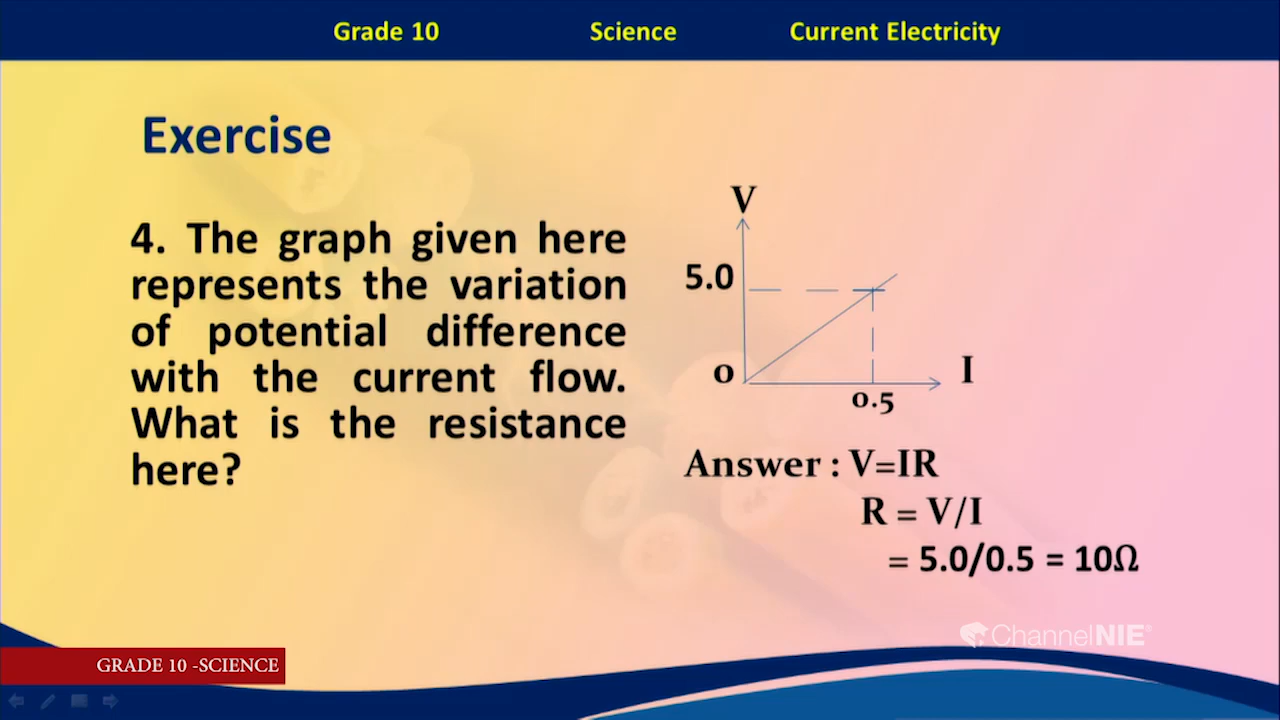 Grade 10 Science Current Electricity
Exercise
4. The graph given here
represents the variation
of potential difference
with the current flow.
What is the resistance
here?
V
5.0
0
I
0.5
Answer : V=IR
R = V/I
= 5.0/0.5 = 10Ω
ChannelNIE®
GRADE 10 -SCIENCE